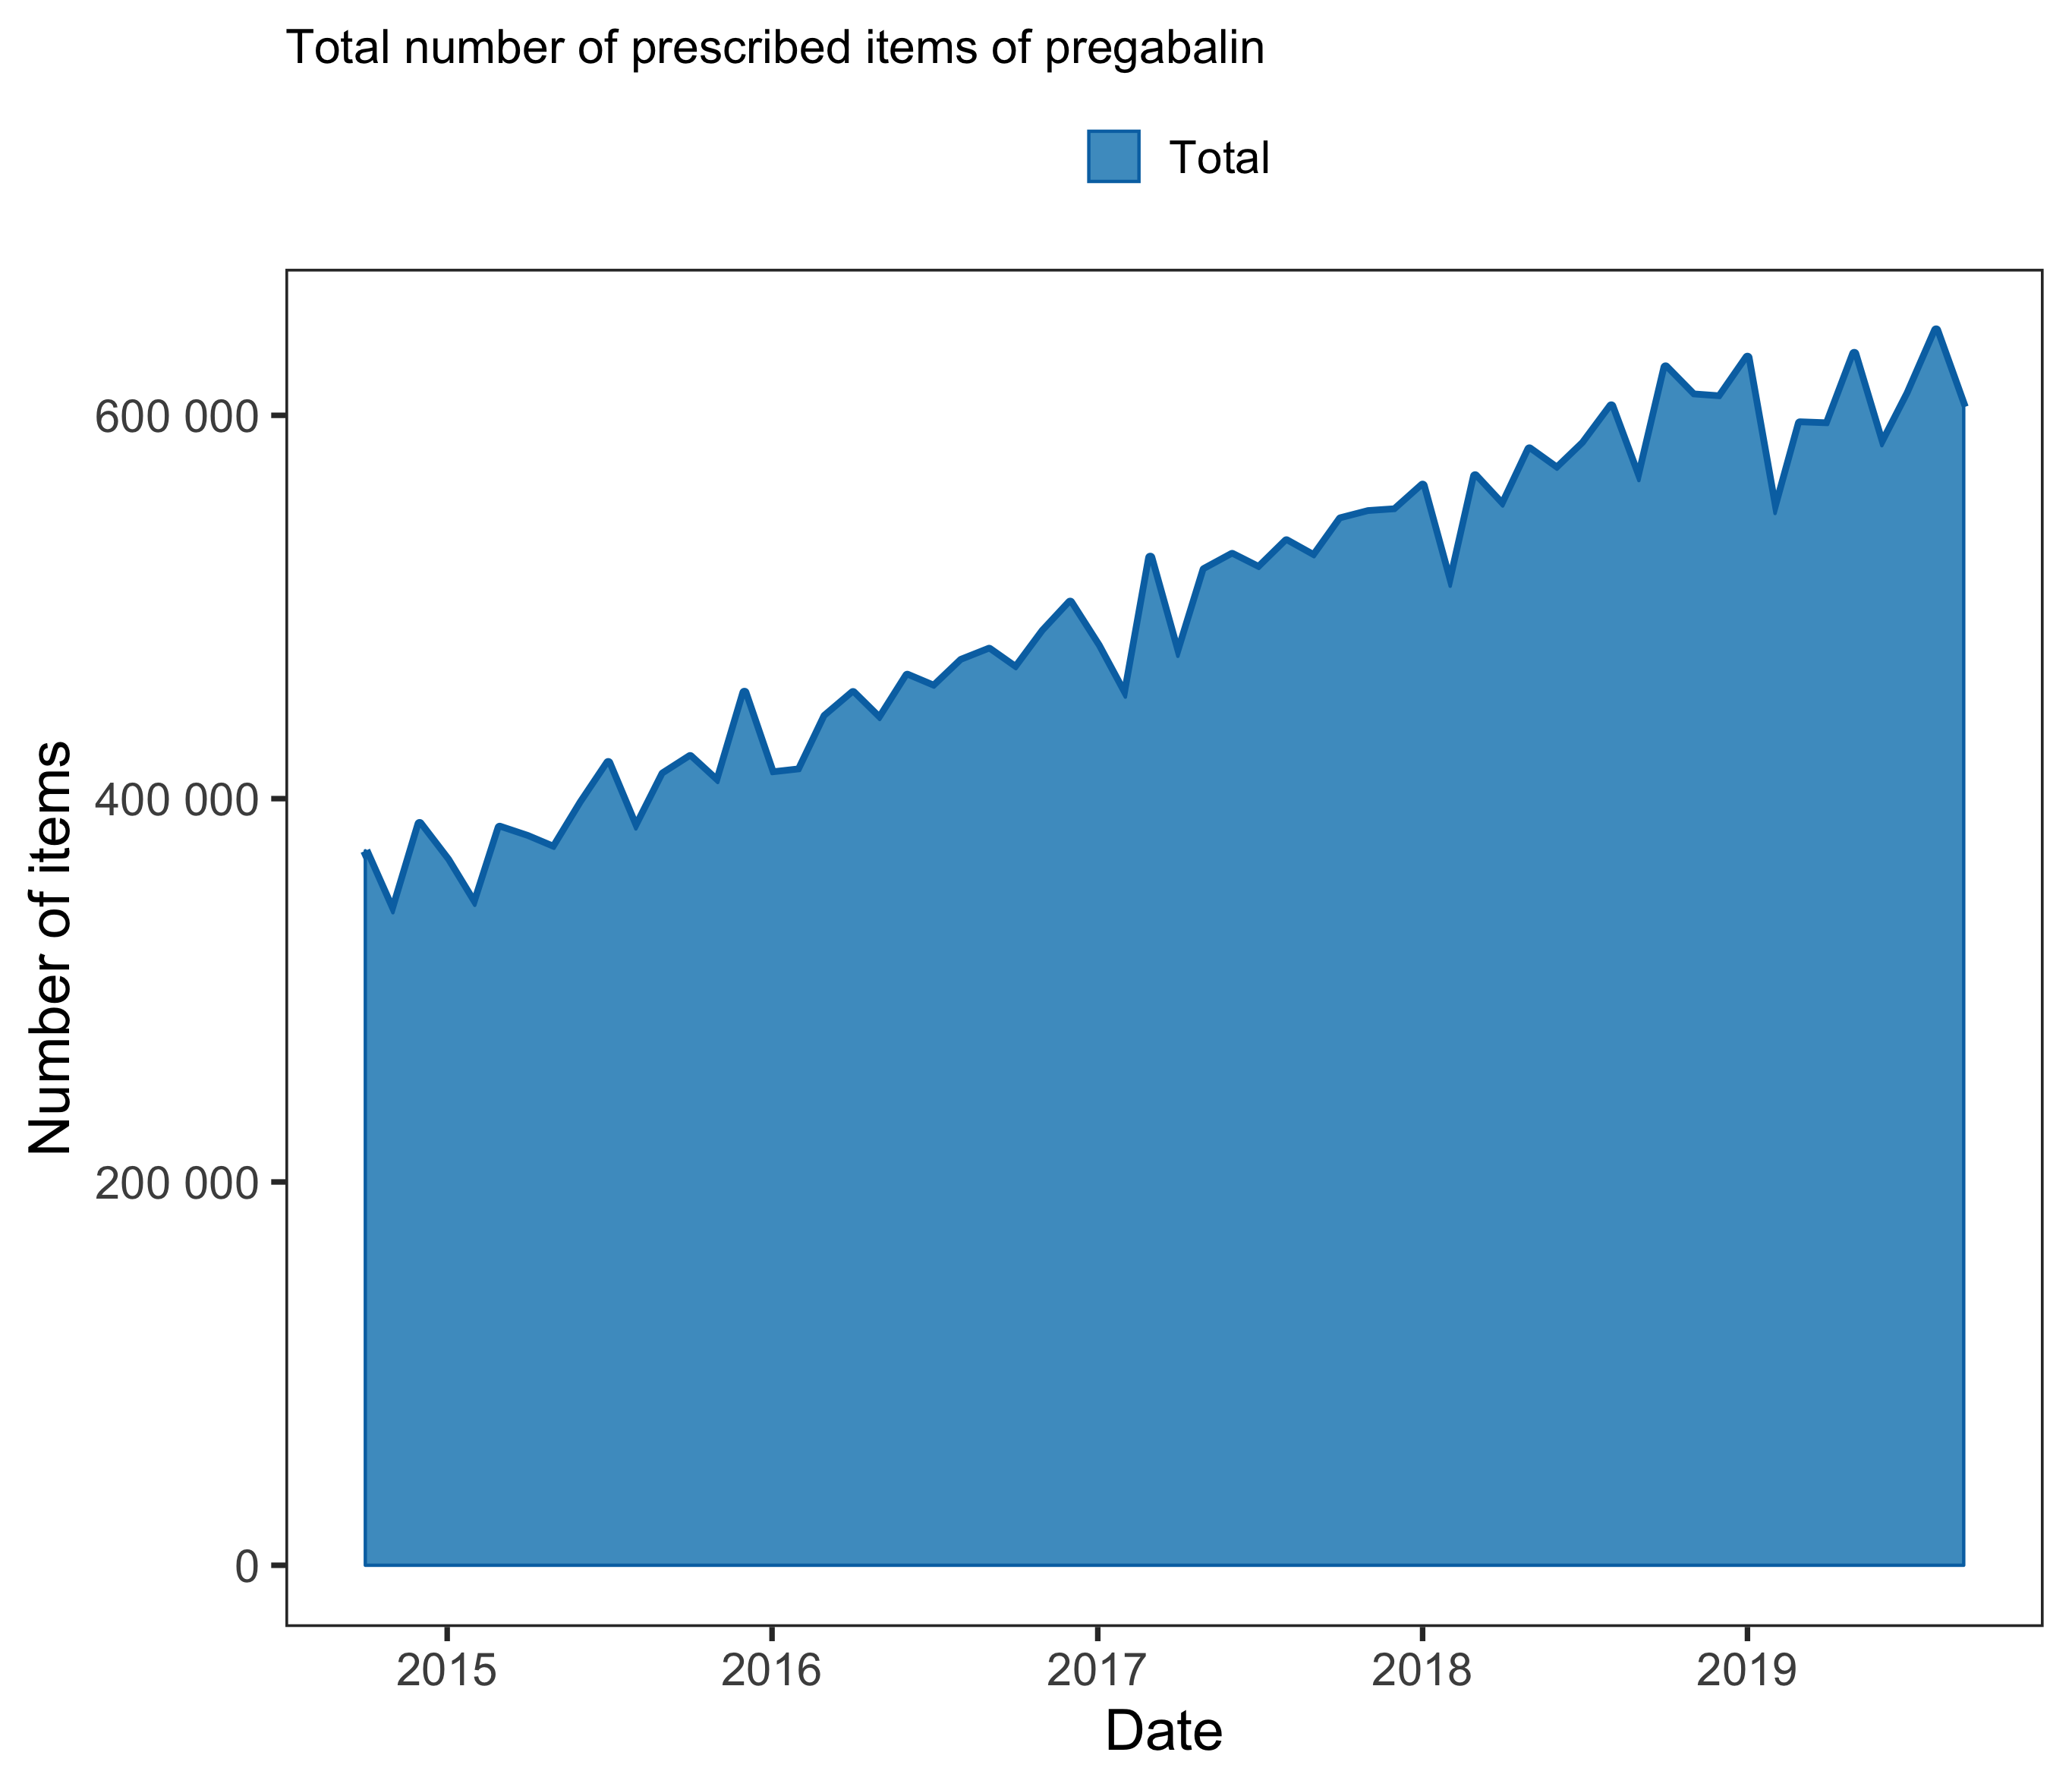 Total number of prescribed items of pregabalin
Total
Number of items
600 000
400 000
200 000
0
2015 2016 2017 2018 2019
Date